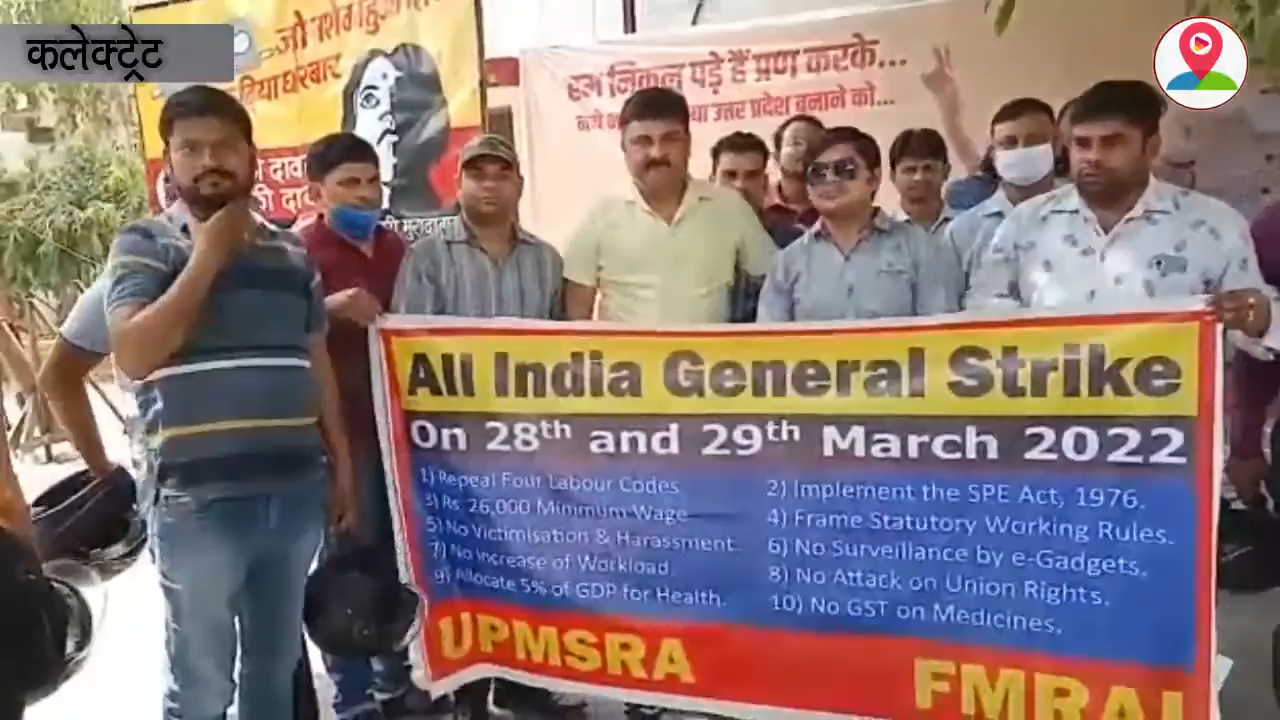 कलेक्ट्रेट
हम निकल पड़े हैं प्रण करके...
उत्तर प्रदेश बनाने को...
All India General Strike
On 28th and 29th March 2022
1) Repeal Four Labour Codes
2) Implement the SPE Act, 1976.
3) Rs. 26,000 Minimum Wage
4) Frame Statutory Working Rules.
5) No Victimisation & Harassment.
6) No Surveillance by e-Gadgets.
7) No Increase of Workload
8) No Attack on Union Rights.
9) Allocate 5% of GDP for Health.
10) No GST on Medicines.
UPMSRA
FMRAI